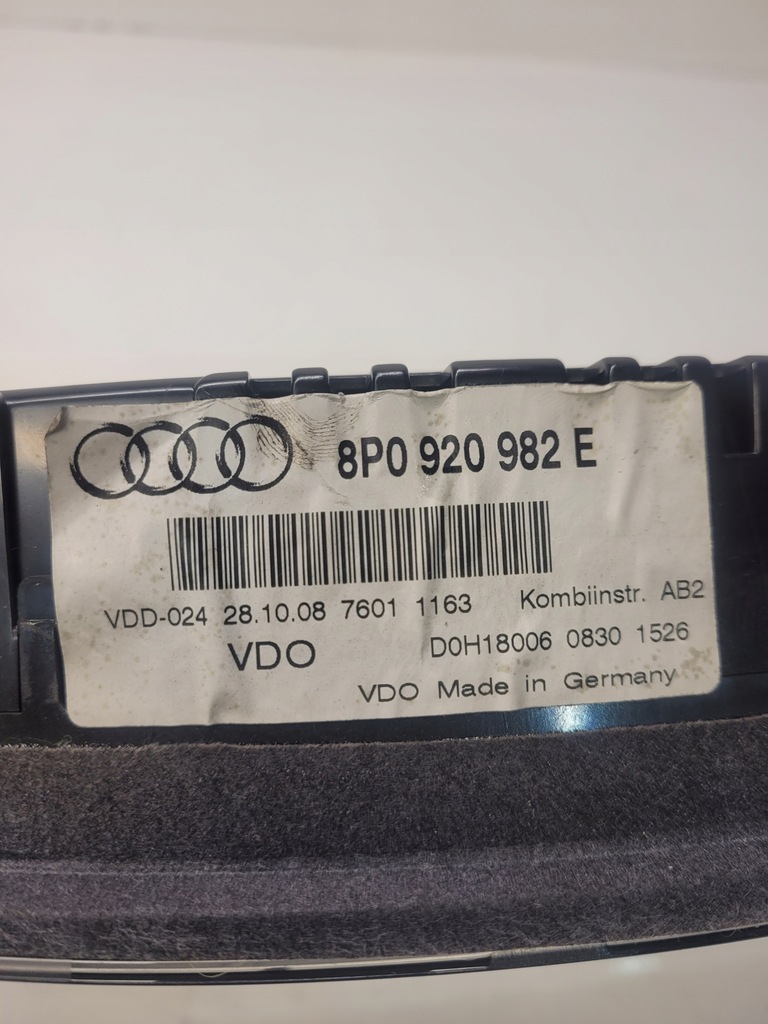 8P0 920 982 E
VDD-024 28.10.08 7601 1163 Kombiinstr. AB2
VDO D0H18006 0830 1526
VDO Made in Germany